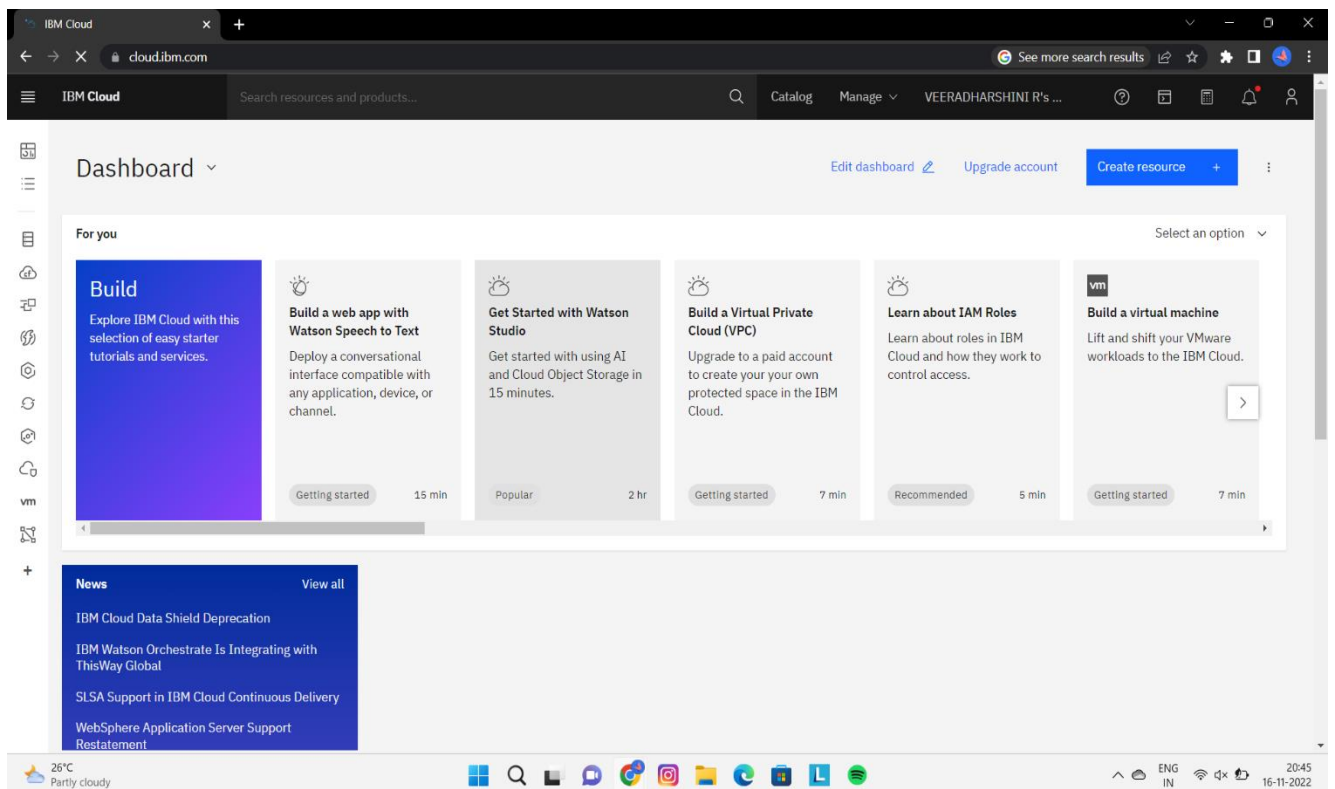 IBM Cloud
cloud.ibm.com
See more search results
IBM Cloud
Search resources and products...
Catalog
Manage
VEERADHARSHINI R's ...
Dashboard
Edit dashboard
Upgrade account
Create resource +
For you
Select an option
Build
Explore IBM Cloud with this
selection of easy starter
tutorials and services.
Build a web app with
Watson Speech to Text
Deploy a conversational
interface compatible with
any application, device, or
channel.
Getting started
15 min
Get Started with Watson
Studio
Get started with using AI
and Cloud Object Storage in
15 minutes.
Popular
2 hr
Build a Virtual Private
Cloud (VPC)
Upgrade to a paid account
to create your your own
protected space in the IBM
Cloud.
Getting started
7 min
Learn about IAM Roles
Learn about roles in IBM
Cloud and how they work to
control access.
Recommended
5 min
vm
Build a virtual machine
Lift and shift your VMware
workloads to the IBM Cloud.
Getting started
7 min
vm
News
View all
IBM Cloud Data Shield Deprecation
IBM Watson Orchestrate Is Integrating with
ThisWay Global
SLSA Support in IBM Cloud Continuous Delivery
WebSphere Application Server Support
Restatement
26°C
Partly cloudy
L
ENG
IN
20:45
16-11-2022